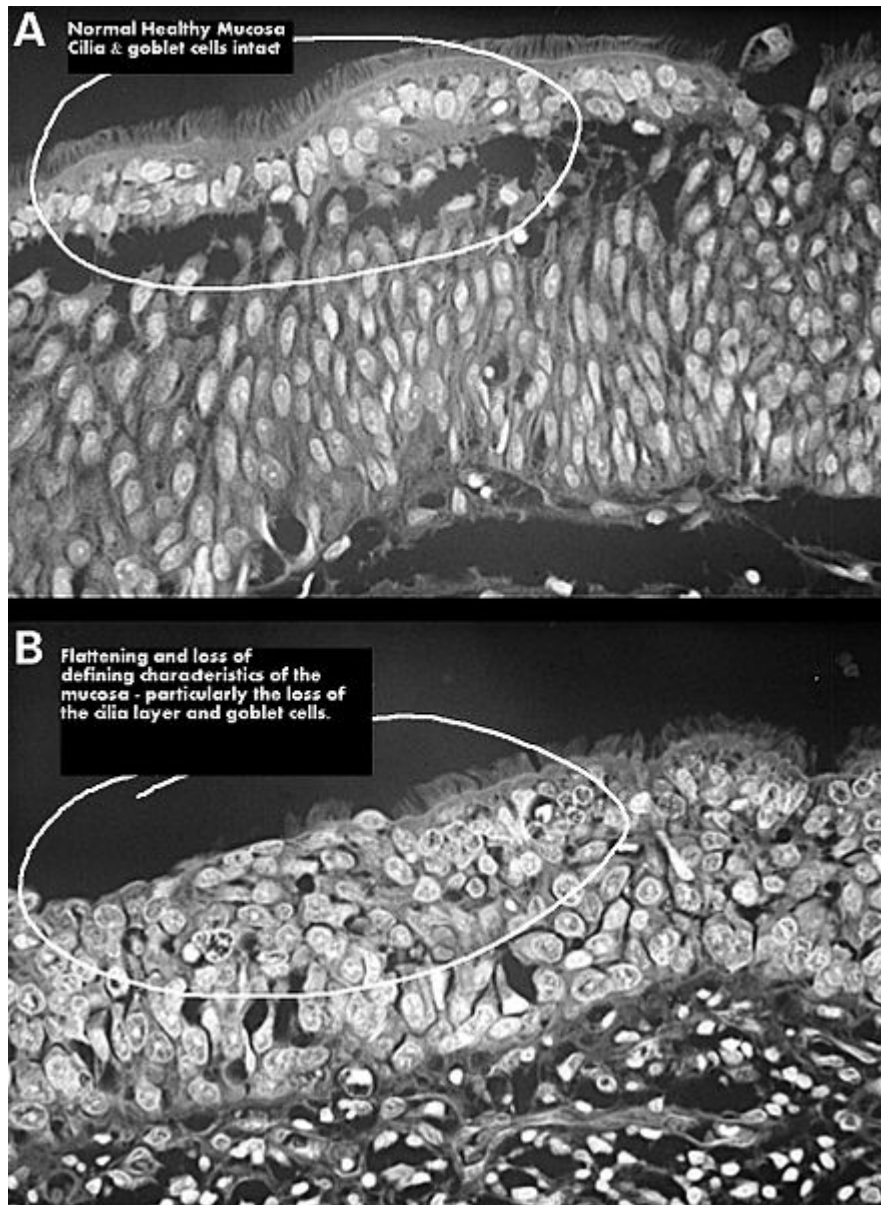 A
Normal Healthy Mucosa
Cilia & goblet cells intact
B
Flattening and loss of
defining characteristics of the
mucosa - particularly the loss of
the cilia layer and goblet cells.